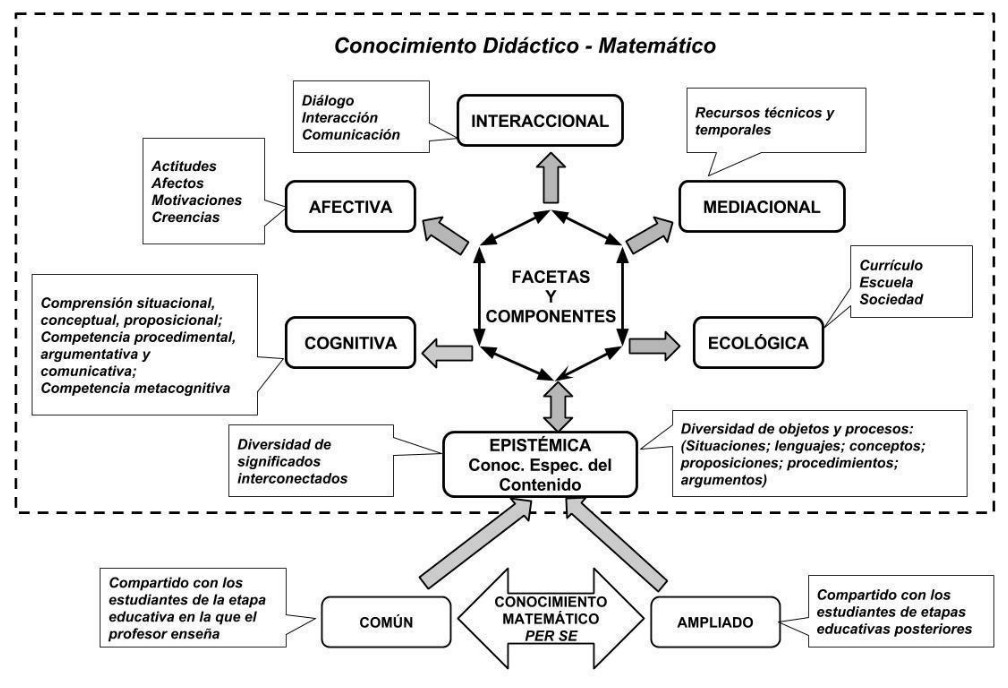 Conocimiento Didáctico - Matemático
Diálogo
Interacción
Comunicación
INTERACCIONAL
Recursos técnicos y
temporales
Actitudes
Afectos
Motivaciones
Creencias
AFECTIVA
MEDIACIONAL
FACETAS
Y
COMPONENTES
Currículo
Escuela
Sociedad
Comprensión situacional,
conceptual, proposicional;
Competencia procedimental,
argumentativa y
comunicativa;
Competencia metacognitiva
COGNITIVA
ECOLÓGICA
Diversidad de
significados
interconectados
EPISTÉMICA
Conoc. Espec. del
Contenido
Diversidad de objetos y procesos:
(Situaciones; lenguajes; conceptos;
proposiciones; procedimientos;
argumentos)
Compartido con los
estudiantes de la etapa
educativa en la que el
profesor enseña
COMÚN
CONOCIMIENTO
MATEMÁTICO
PER SE
AMPLIADO
Compartido con los
estudiantes de etapas
educativas posteriores